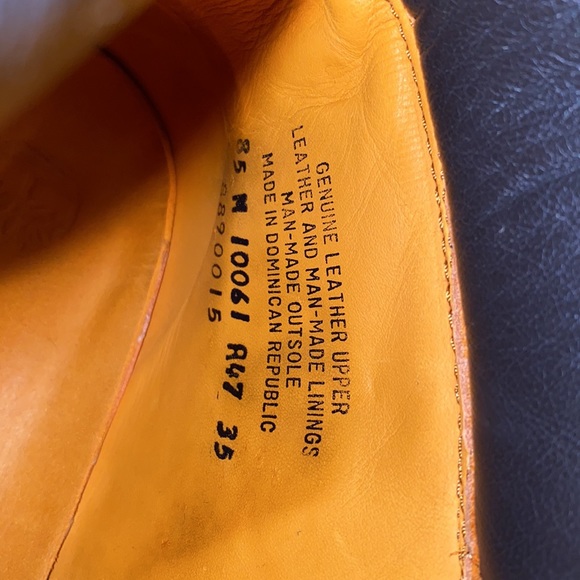 GENUINE LEATHER UPPER
LEATHER AND MAN-MADE LININGS
MAN-MADE OUTSOLE
MADE IN DOMINICAN REPUBLIC
85 M 10061 A47 35